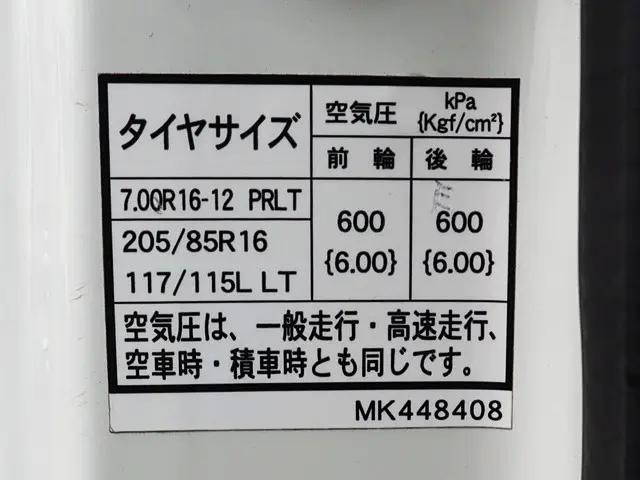 タイヤサイズ
空気圧 kPa {Kgf/cm²}
前輪 後輪
7.00R16-12 PRLT
205/85R16
117/115L LT
600 600
{6.00} {6.00}
空気圧は、一般走行・高速走行、
空車時・積車時とも同じです。
MK448408